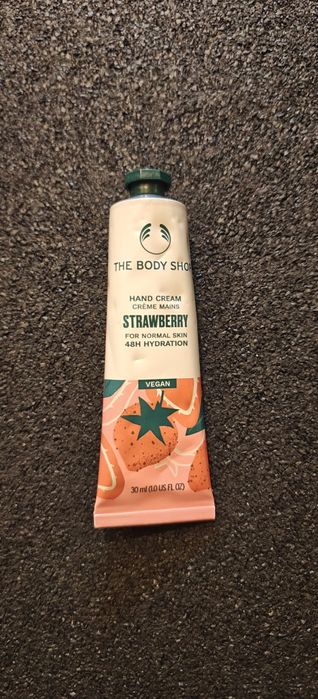 THE BODY SHO
HAND CREAM
CRÈME MAINS
STRAWBERRY
FOR NORMAL SKIN
48H HYDRATION
VEGAN
30 ml (1.0 US FL OZ)